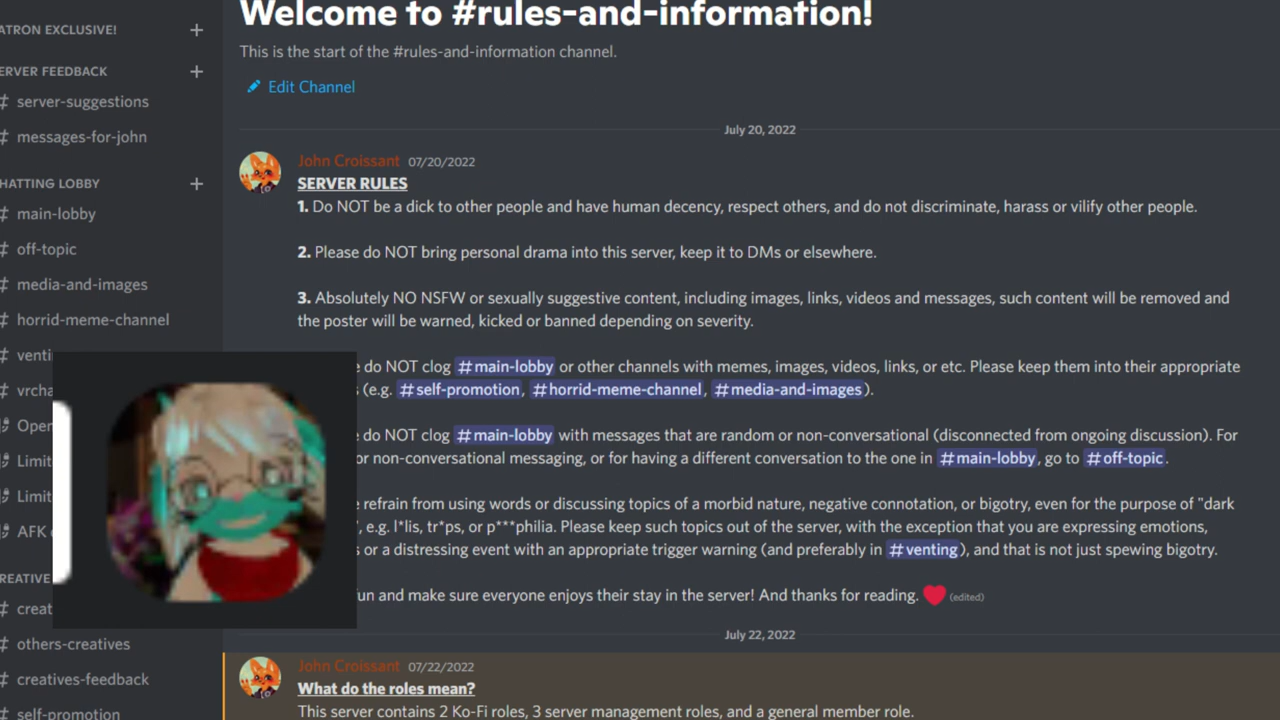 ATRON EXCLUSIVE!
ERVER FEEDBACK
server-suggestions
messages-for-john
HATTING LOBBY
main-lobby
off-topic
media-and-images
horrid-meme-channel
venti
vrcha
Open
Limit
Limit
AFK
REATIVE
creat
others-creatives
creatives-feedback
self-promotion
Welcome to #rules-and-information!
This is the start of the #rules-and-information channel.
Edit Channel
July 20, 2022
John Croissant 07/20/2022
SERVER RULES
1. Do NOT be a dick to other people and have human decency, respect others, and do not discriminate, harass or vilify other people.
2. Please do NOT bring personal drama into this server, keep it to DMs or elsewhere.
3. Absolutely NO NSFW or sexually suggestive content, including images, links, videos and messages, such content will be removed and
the poster will be warned, kicked or banned depending on severity.
e do NOT clog #main-lobby or other channels with memes, images, videos, links, or etc. Please keep them into their appropriate
s (e.g. #self-promotion, #horrid-meme-channel, #media-and-images).
e do NOT clog #main-lobby with messages that are random or non-conversational (disconnected from ongoing discussion). For
or non-conversational messaging, or for having a different conversation to the one in #main-lobby, go to #off-topic.
e refrain from using words or discussing topics of a morbid nature, negative connotation, or bigotry, even for the purpose of "dark
", e.g. l*lis, tr*ps, or p***philia. Please keep such topics out of the server, with the exception that you are expressing emotions,
s or a distressing event with an appropriate trigger warning (and preferably in #venting), and that is not just spewing bigotry.
un and make sure everyone enjoys their stay in the server! And thanks for reading. ❤️ (edited)
July 22, 2022
John Croissant 07/22/2022
What do the roles mean?
This server contains 2 Ko-Fi roles, 3 server management roles, and a general member role.